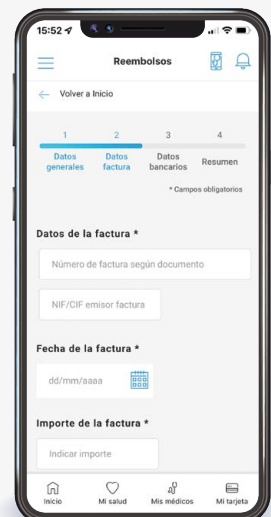 15:52
Reembolsos
Volver a Inicio
1 2 3 4
Datos generales Datos factura Datos bancarios Resumen
* Campos obligatorios
Datos de la factura *
Número de factura según documento
NIF/CIF emisor factura
Fecha de la factura *
dd/mm/aaaa
Importe de la factura *
Indicar importe
Inicio Mi salud Mis médicos Mi tarjeta